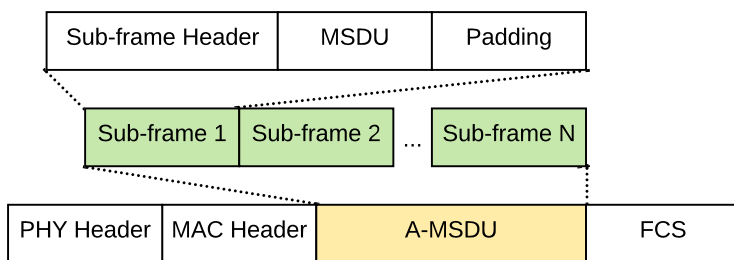 Sub-frame Header MSDU Padding
Sub-frame 1 Sub-frame 2 ... Sub-frame N
PHY Header MAC Header A-MSDU FCS